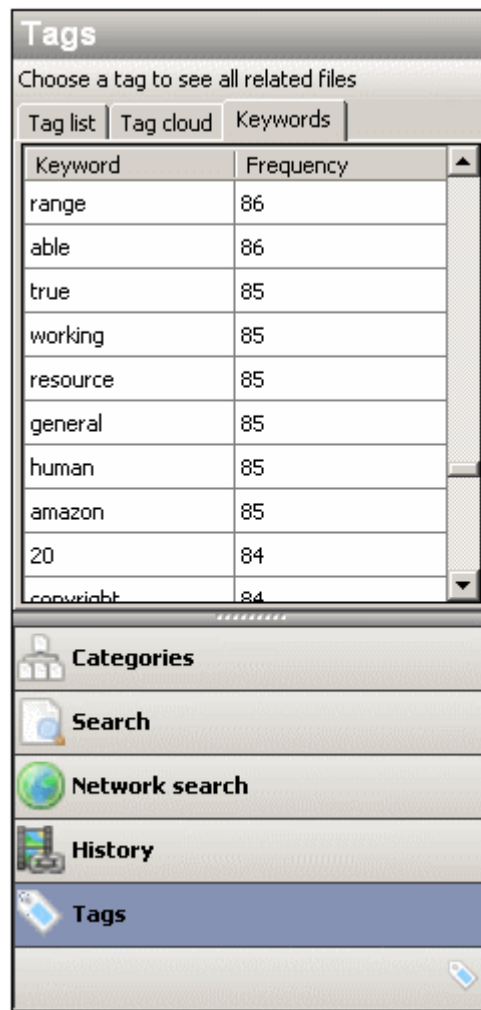 Tags
Choose a tag to see all related files
Tag list Tag cloud Keywords
Keyword Frequency
range 86
able 86
true 85
working 85
resource 85
general 85
human 85
amazon 85
20 84
copyright 84
Categories
Search
Network search
History
Tags